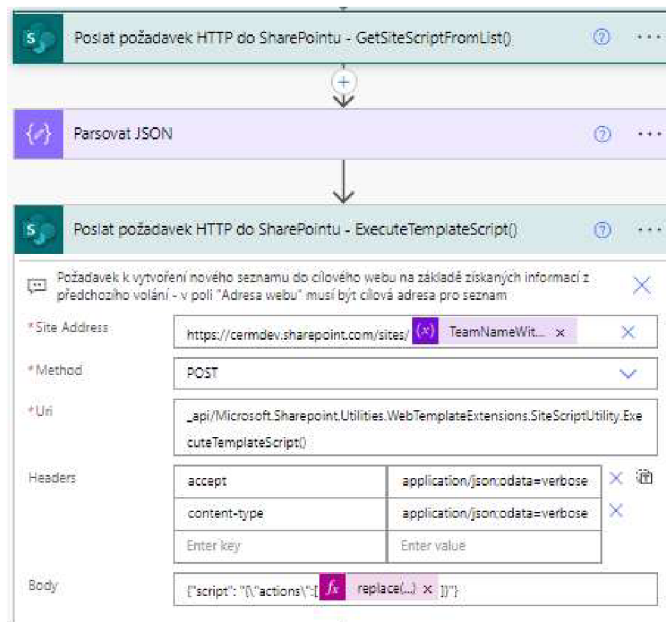 Poslat požadavek HTTP do SharePointu - GetSiteScriptFromList()
Parsovat JSON
Poslat požadavek HTTP do SharePointu - ExecuteTemplateScript()
Požadavek k vytvoření nového seznamu do cílového webu na základě získaných informací z
předchozího volání - v poli "Adresa webu" musí být cílová adresa pro seznam
*Site Address
https://cermdev.sharepoint.com/sites/ {x} TeamNameWit... x
*Method
POST
*Uri
_api/Microsoft.Sharepoint.Utilities.WebTemplateExtensions.SiteScriptUtility.Exe
cuteTemplateScript()
Headers
accept application/json;odata=verbose
content-type application/json;odata=verbose
Enter key Enter value
Body
{"script": "{\"actions\":[ fx replace(...) x ]}"}